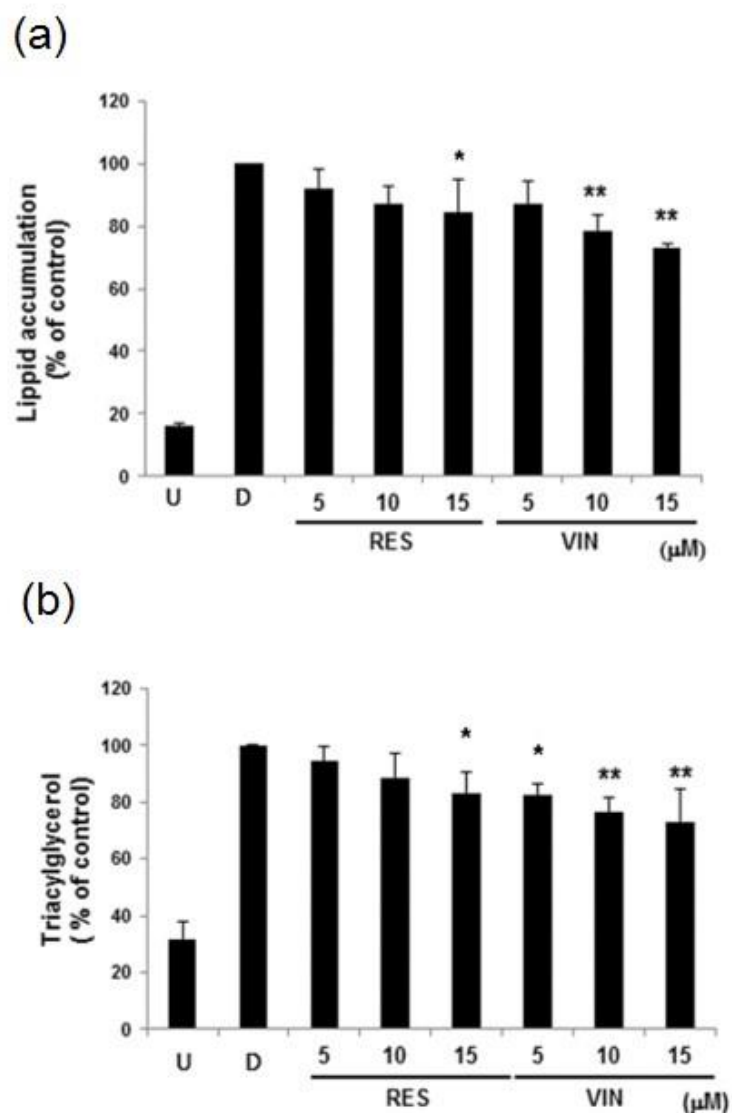 (a)
120
100
80
60
40
20
0
Lippid accumulation
(% of control)
*
**
**
U D 5 10 15 5 10 15
RES VIN (µM)
(b)
120
100
80
60
40
20
0
Triacylglycerol
( % of control)
*
*
**
**
U D 5 10 15 5 10 15
RES VIN (µM)